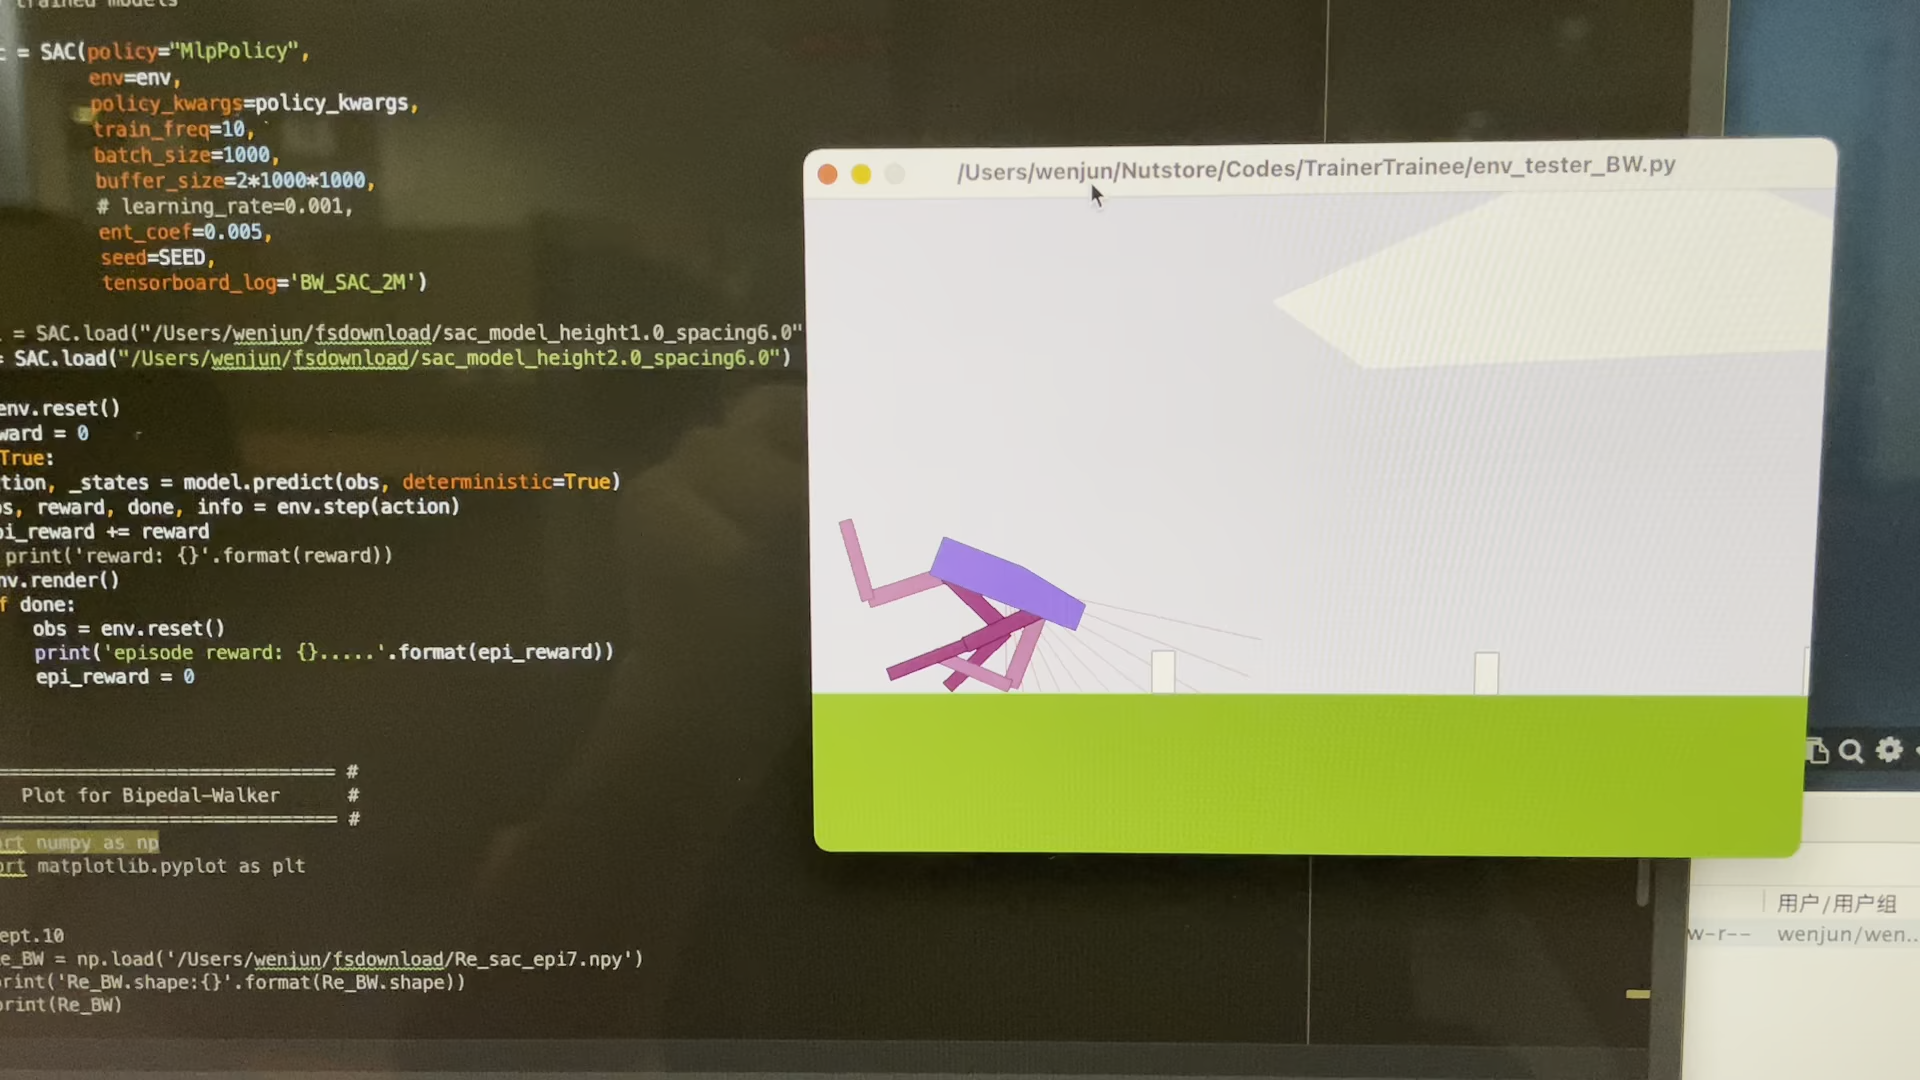 trained models
= SAC(policy="MlpPolicy",
env=env,
policy_kwargs=policy_kwargs,
train_freq=10,
batch_size=1000,
buffer_size=2*1000*1000,
# learning_rate=0.001,
ent_coef=0.005,
seed=SEED,
tensorboard_log='BW_SAC_2M')
= SAC.load("/Users/wenjun/fsdownload/sac_model_height1.0_spacing6.0"
= SAC.load("/Users/wenjun/fsdownload/sac_model_height2.0_spacing6.0")
env.reset()
ward = 0
True:
tion, _states = model.predict(obs, deterministic=True)
s, reward, done, info = env.step(action)
pi_reward += reward
print('reward: {}'.format(reward))
nv.render()
f done:
obs = env.reset()
print('episode reward: {}.....'.format(epi_reward))
epi_reward = 0
================================ #
Plot for Bipedal-Walker #
================================ #
ort numpy as np
ort matplotlib.pyplot as plt
ept.10
e_BW = np.load('/Users/wenjun/fsdownload/Re_sac_epi7.npy')
print('Re_BW.shape:{}'.format(Re_BW.shape))
print(Re_BW)
/Users/wenjun/Nutstore/Codes/TrainerTrainee/env_tester_BW.py
用户/用户组
w-r-- wenjun/wen...